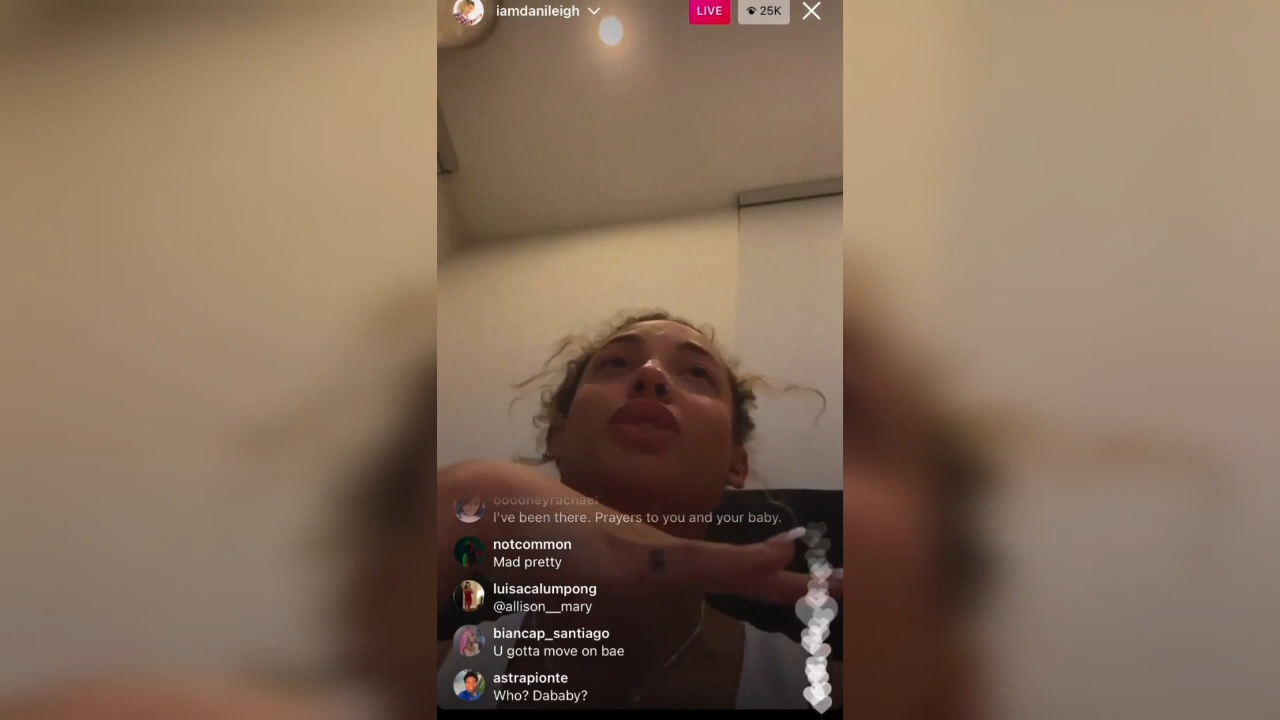 iamdanileigh
LIVE
25K
ooooneyrachael
I've been there. Prayers to you and your baby.
notcommon
Mad pretty
luisacalumpong
@allison__mary
biancap_santiago
U gotta move on bae
astrapionte
Who? Dababy?